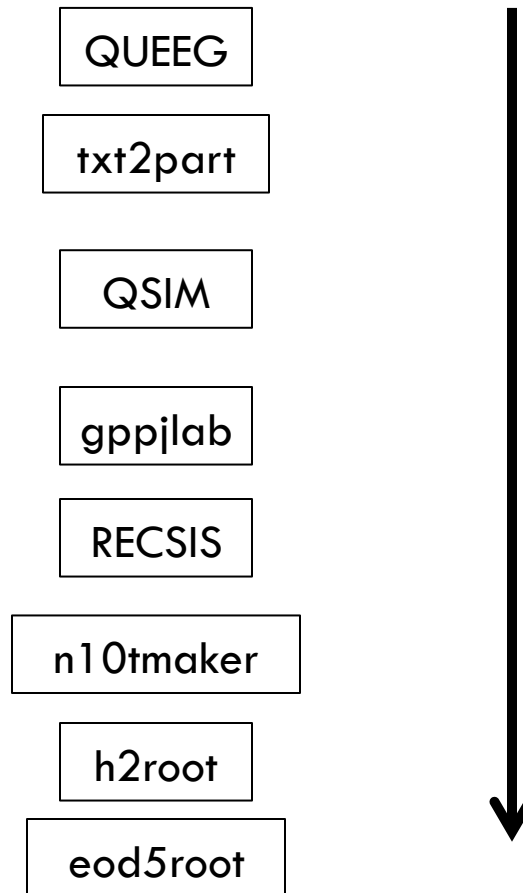 QUEEG
txt2part
QSIM
gppjlab
RECSIS
n10tmaker
h2root
eod5root